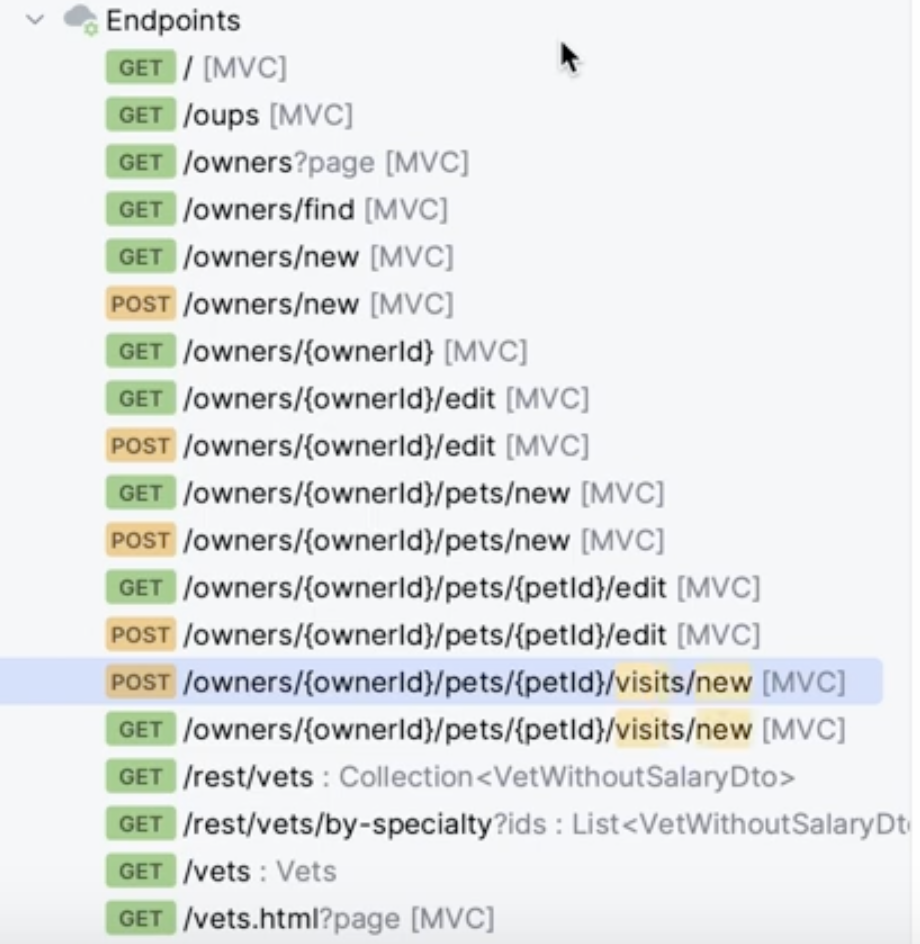 Endpoints
GET / [MVC]
GET /oups [MVC]
GET /owners?page [MVC]
GET /owners/find [MVC]
GET /owners/new [MVC]
POST /owners/new [MVC]
GET /owners/{ownerId} [MVC]
GET /owners/{ownerId}/edit [MVC]
POST /owners/{ownerId}/edit [MVC]
GET /owners/{ownerId}/pets/new [MVC]
POST /owners/{ownerId}/pets/new [MVC]
GET /owners/{ownerId}/pets/{petId}/edit [MVC]
POST /owners/{ownerId}/pets/{petId}/edit [MVC]
POST /owners/{ownerId}/pets/{petId}/visits/new [MVC]
GET /owners/{ownerId}/pets/{petId}/visits/new [MVC]
GET /rest/vets : Collection<VetWithoutSalaryDto>
GET /rest/vets/by-specialty?ids : List<VetWithoutSalaryDt
GET /vets : Vets
GET /vets.html?page [MVC]